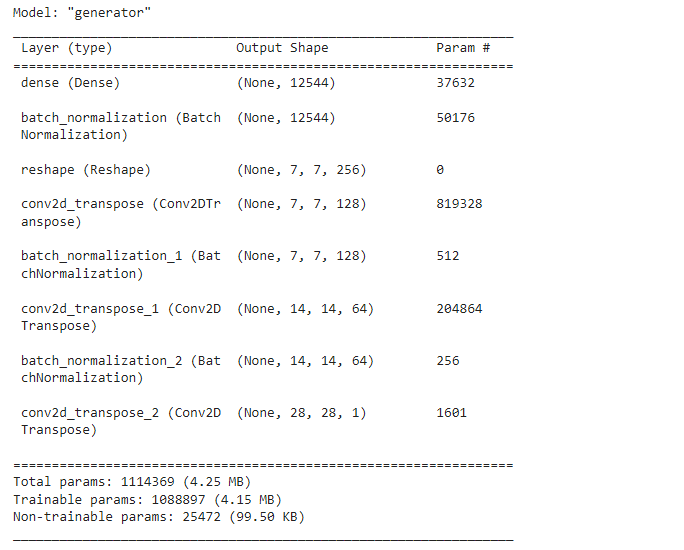 Model: "generator"
_________________________________________________________________
Layer (type) Output Shape Param #
=================================================================
dense (Dense) (None, 12544) 37632
batch_normalization (Batch (None, 12544) 50176
Normalization)
reshape (Reshape) (None, 7, 7, 256) 0
conv2d_transpose (Conv2DTr (None, 7, 7, 128) 819328
anspose)
batch_normalization_1 (Bat (None, 7, 7, 128) 512
chNormalization)
conv2d_transpose_1 (Conv2D (None, 14, 14, 64) 204864
Transpose)
batch_normalization_2 (Bat (None, 14, 14, 64) 256
chNormalization)
conv2d_transpose_2 (Conv2D (None, 28, 28, 1) 1601
Transpose)
=================================================================
Total params: 1114369 (4.25 MB)
Trainable params: 1088897 (4.15 MB)
Non-trainable params: 25472 (99.50 KB)
_________________________________________________________________